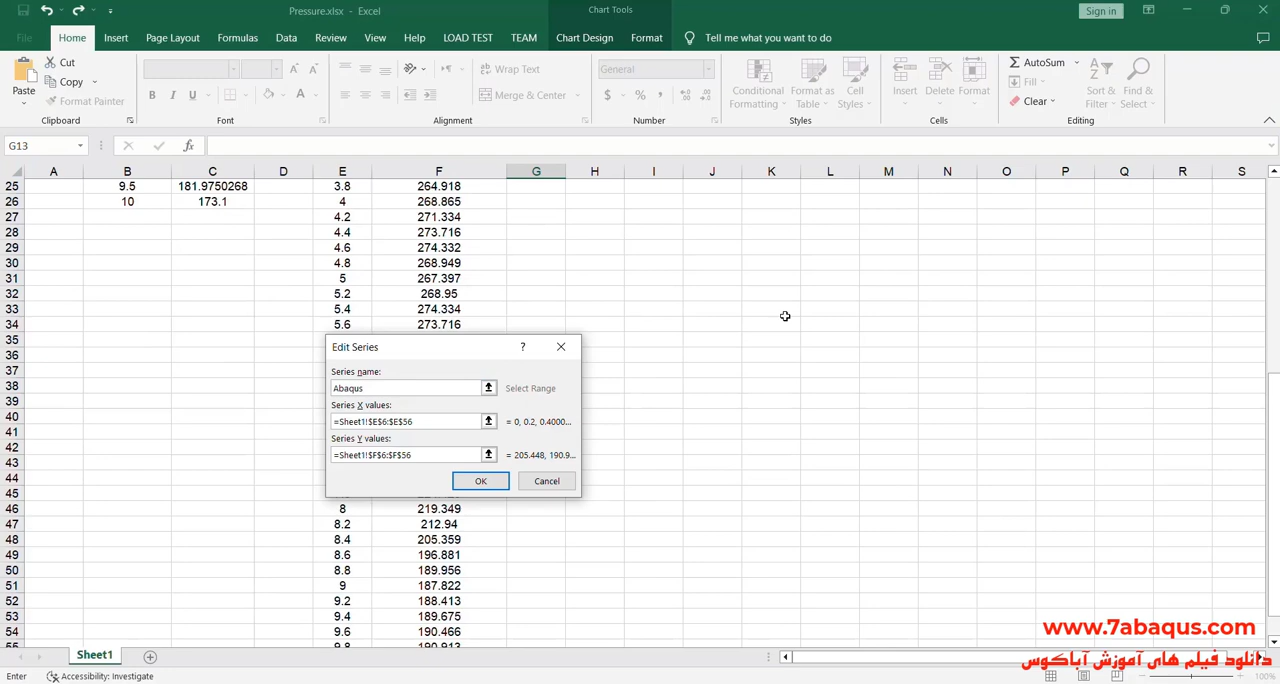 Pressure.xlsx - Excel
Chart Tools
Sign in
File Home Insert Page Layout Formulas Data Review View Help LOAD TEST TEAM Chart Design Format Tell me what you want to do
Paste
Cut
Copy
Format Painter
Clipboard
B I U A
Font
Wrap Text
Merge & Center
Alignment
General
$ % ,
Number
Conditional Formatting
Format as Table
Cell Styles
Styles
Insert Delete Format
Cells
AutoSum
Fill
Clear
Sort & Filter
Find & Select
Editing
G13 fx
A B C D E F G H I J K L M N O P Q R S
25 9.5 181.9750268 3.8 264.918
26 10 173.1 4 268.865
27 4.2 271.334
28 4.4 273.716
29 4.6 274.332
30 4.8 268.949
31 5 267.397
32 5.2 268.95
33 5.4 274.334
34 5.6 273.716
35
36
37
38
39
40
41
42
43
44
45
46 8 219.349
47 8.2 212.94
48 8.4 205.359
49 8.6 196.881
50 8.8 189.956
51 9 187.822
52 9.2 188.413
53 9.4 189.675
54 9.6 190.466
Edit Series ?
Series name:
Abaqus Select Range
Series X values:
=Sheet1!$E$6:$E$56 = 0, 0.2, 0.4000...
Series Y values:
=Sheet1!$F$6:$F$56 = 205.448, 190.9...
OK Cancel
www.7abaqus.com
دانلود فیلم های آموزش آباکوس
Sheet1
Enter Accessibility: Investigate
100%